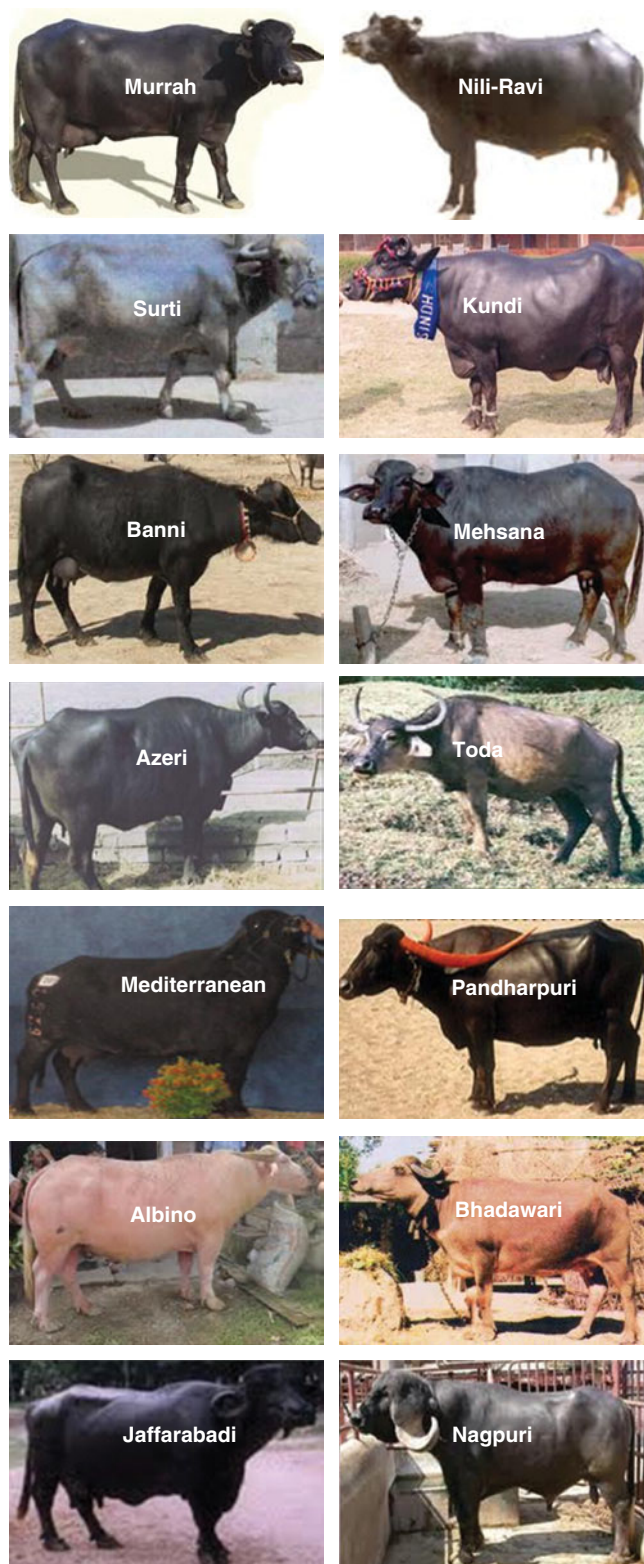 Murrah
Nili-Ravi
Surti
Kundi
SINDH
Banni
Mehsana
Azeri
Toda
Mediterranean
Pandharpuri
Albino
Bhadawari
Jaffarabadi
Nagpuri